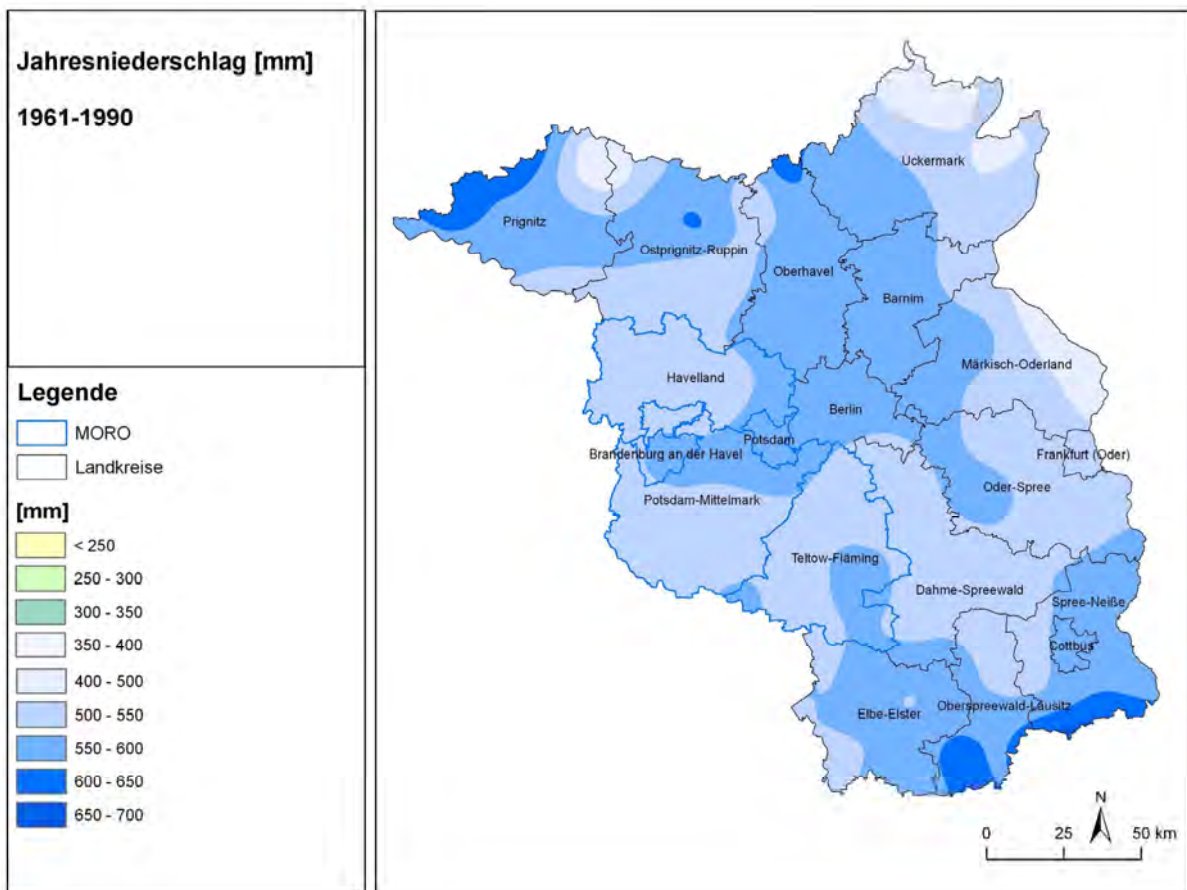 Jahresniederschlag [mm]
1961-1990
Legende
MORO
Landkreise
[mm]
< 250
250 - 300
300 - 350
350 - 400
400 - 500
500 - 550
550 - 600
600 - 650
650 - 700
Uckermark
Prignitz
Ostprignitz-Ruppin
Oberhavel
Barnim
Märkisch-Oderland
Havelland
Berlin
Potsdam
Brandenburg an der Havel
Frankfurt (Oder)
Oder-Spree
Potsdam-Mittelmark
Teltow-Fläming
Dahme-Spreewald
Spree-Neiße
Cottbus
Oberspreewald-Lausitz
Elbe-Elster
N
0 25 50 km